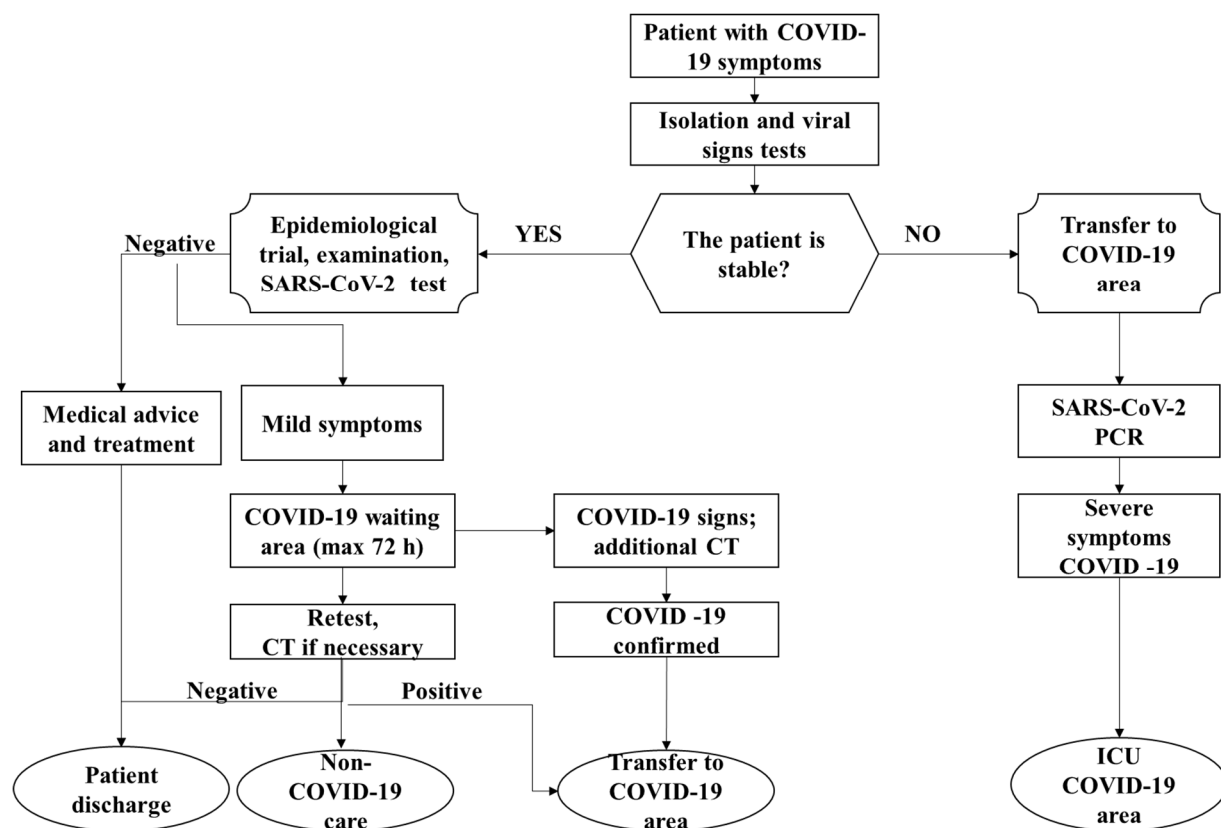 Patient with COVID-
19 symptoms
Isolation and viral
signs tests
Negative
Epidemiological
trial, examination,
SARS-CoV-2 test
YES
The patient is
stable?
NO
Transfer to
COVID-19
area
Medical advice
and treatment
Mild symptoms
SARS-CoV-2
PCR
COVID-19 waiting
area (max 72 h)
COVID-19 signs;
additional CT
Severe
symptoms
COVID -19
Retest,
CT if necessary
COVID -19
confirmed
Negative
Positive
Patient
discharge
Non-
COVID-19
care
Transfer to
COVID-19
area
ICU
COVID-19
area